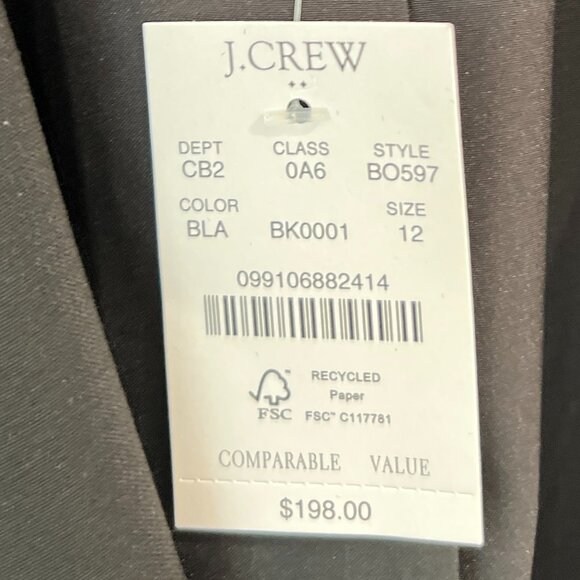 J.CREW
DEPT CLASS STYLE
CB2 0A6 BO597
COLOR SIZE
BLA BK0001 12
099106882414
RECYCLED
Paper
FSC FSC™ C117781
COMPARABLE VALUE
$198.00